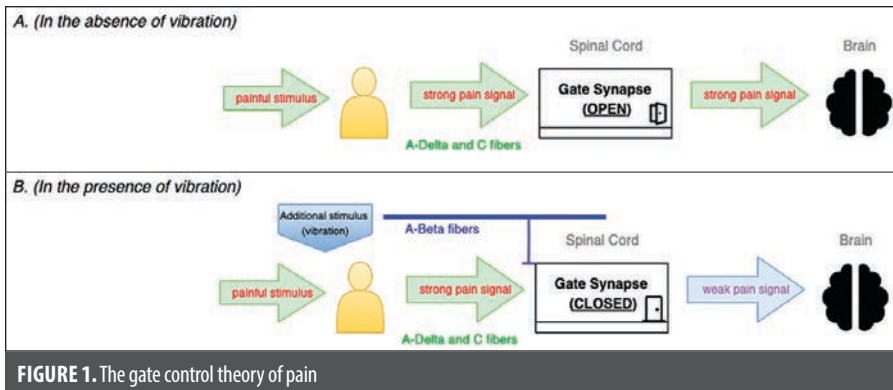 A. (In the absence of vibration)
Spinal Cord
Brain
painful stimulus
strong pain signal
Gate Synapse
(OPEN)
strong pain signal
A-Delta and C fibers
B. (In the presence of vibration)
Additional stimulus
(vibration)
A-Beta fibers
Spinal Cord
Brain
painful stimulus
strong pain signal
Gate Synapse
(CLOSED)
weak pain signal
A-Delta and C fibers
FIGURE 1. The gate control theory of pain